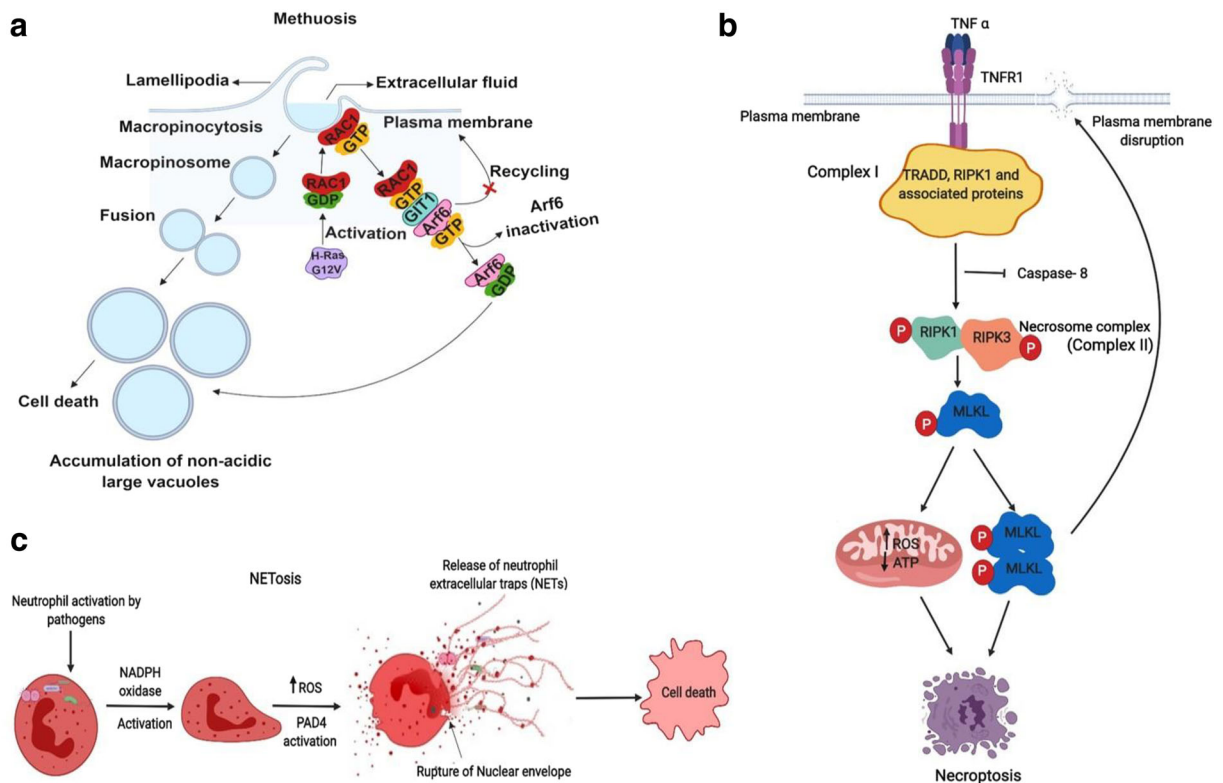 a
Methuosis
Lamellipodia
Extracellular fluid
Macropinocytosis
RAC1
GTP
Plasma membrane
Macropinosome
RAC1
GDP
RAC1
GTP
GIT1
Arf6
GTP
Recycling
Fusion
Activation
Arf6
inactivation
H-Ras
G12V
Arf6
GDP
Cell death
Accumulation of non-acidic
large vacuoles
b
TNF α
TNFR1
Plasma membrane
Plasma membrane
disruption
Complex I
TRADD, RIPK1 and
associated proteins
Caspase- 8
P
RIPK1
RIPK3
P
Necrosome complex
(Complex II)
MLKL
P
ROS
ATP
P
MLKL
P
MLKL
Necroptosis
c
NETosis
Neutrophil activation by
pathogens
NADPH
oxidase
Activation
ROS
PAD4
activation
Release of neutrophil
extracellular traps (NETs)
Rupture of Nuclear envelope
Cell death